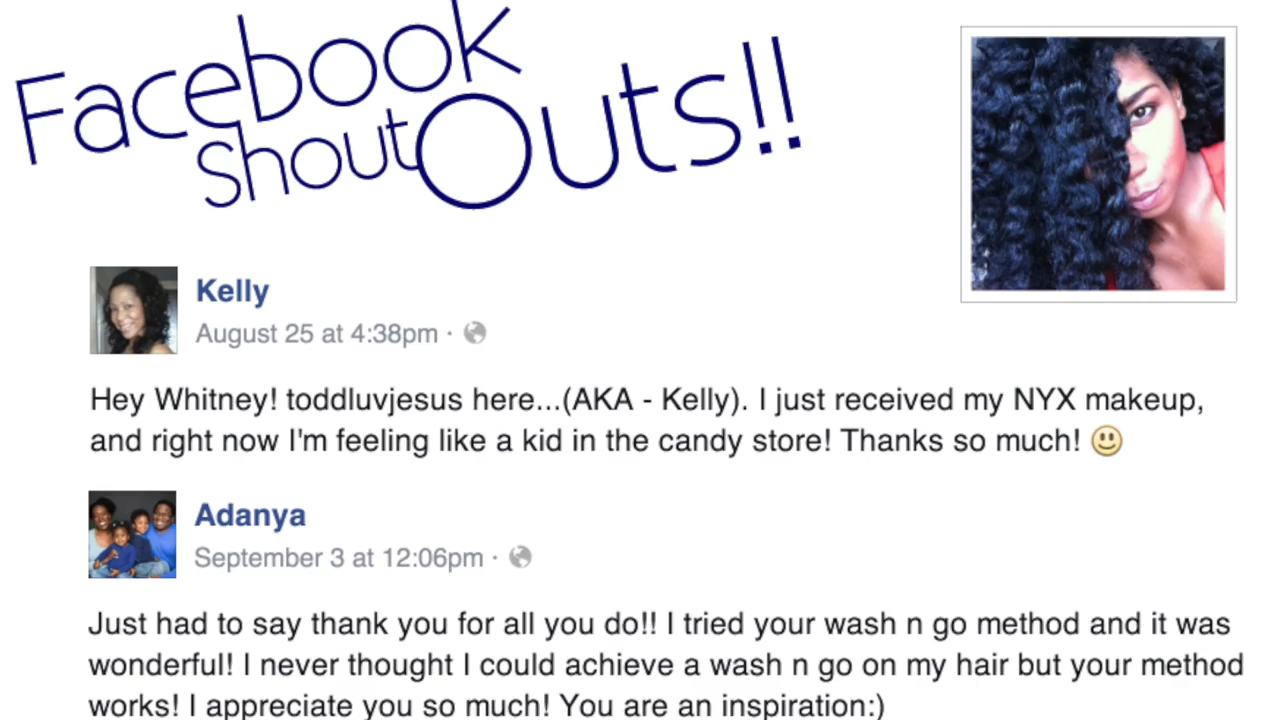 Facebook
Shout Outs!!
Kelly
August 25 at 4:38pm ·
Hey Whitney! toddluvjesus here...(AKA - Kelly). I just received my NYX makeup,
and right now I'm feeling like a kid in the candy store! Thanks so much!
Adanya
September 3 at 12:06pm ·
Just had to say thank you for all you do!! I tried your wash n go method and it was
wonderful! I never thought I could achieve a wash n go on my hair but your method
works! I appreciate you so much! You are an inspiration:)